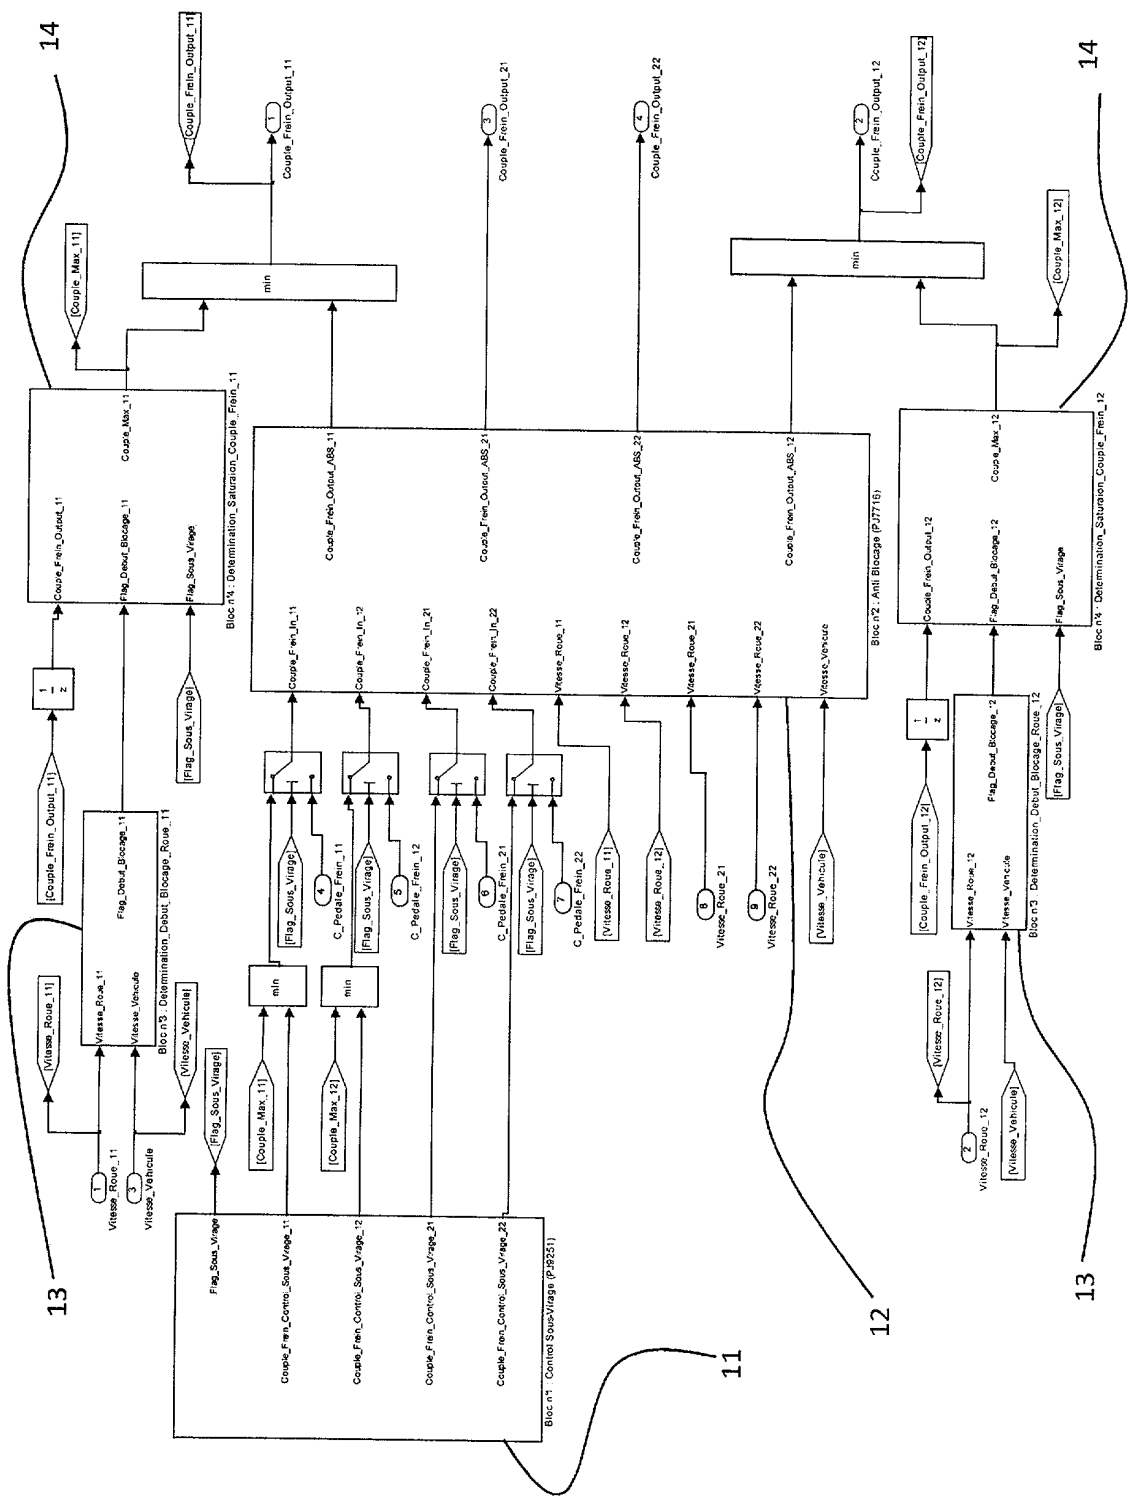 14
[Couple_Frein_Output_11]
1
Couple_Frein_Output_11
[Couple_Max_11]
min
Couple_Frein_Output_11
Flag_Debut_Blocage_11
Flag_Sous_Virage
Couple_Max_11
Bloc n°4 : Determination_Saturaion_Couple_Frein_11
1
z
[Couple_Frein_Output_11]
[Flag_Sous_Virage]
13
Vitesse_Roue_11
Vitesse_Vehicule
Flag_Debut_Blocage_11
Bloc n°3 : Determination_Debut_Blocage_Roue_11
[Vitesse_Roue_11]
[Vitesse_Vehicule]
1
Vitesse_Roue_11
3
Vitesse_Vehicule
[Flag_Sous_Virage]
Flag_Sous_Virage
Couple_Frein_Control_Sous_Virage_11
Couple_Frein_Control_Sous_Virage_12
Couple_Frein_Control_Sous_Virage_21
Couple_Frein_Control_Sous_Virage_22
Bloc n°1 : Control Sous-Virage (PJ9251)
11
[Couple_Max_11]
min
[Couple_Max_12]
min
[Flag_Sous_Virage]
4
C_Pedale_Frein_11
[Flag_Sous_Virage]
5
C_Pedale_Frein_12
[Flag_Sous_Virage]
6
C_Pedale_Frein_21
[Flag_Sous_Virage]
7
C_Pedale_Frein_22
[Vitesse_Roue_11]
[Vitesse_Roue_12]
8
Vitesse_Roue_21
9
Vitesse_Roue_22
[Vitesse_Vehicule]
Couple_Frein_In_11
Couple_Frein_In_12
Couple_Frein_In_21
Couple_Frein_In_22
Vitesse_Roue_11
Vitesse_Roue_12
Vitesse_Roue_21
Vitesse_Roue_22
Vitesse_Vehicule
Couple_Frein_Output_ABS_11
Couple_Frein_Output_ABS_21
Couple_Frein_Output_ABS_22
Couple_Frein_Output_ABS_12
Bloc n°2 : Anti Blocage (PJ7716)
12
3
Couple_Frein_Output_21
4
Couple_Frein_Output_22
min
2
Couple_Frein_Output_12
[Couple_Frein_Output_12]
[Couple_Max_12]
14
Couple_Frein_Output_12
Flag_Debut_Blocage_12
Flag_Sous_Virage
Couple_Max_12
Bloc n°4 : Determination_Saturaion_Couple_Frein_12
1
z
[Couple_Frein_Output_12]
[Flag_Sous_Virage]
Vitesse_Roue_12
Vitesse_Vehicule
Flag_Debut_Blocage_12
Bloc n°3 : Determination_Debut_Blocage_Roue_12
[Vitesse_Roue_12]
2
Vitesse_Roue_12
[Vitesse_Vehicule]
13